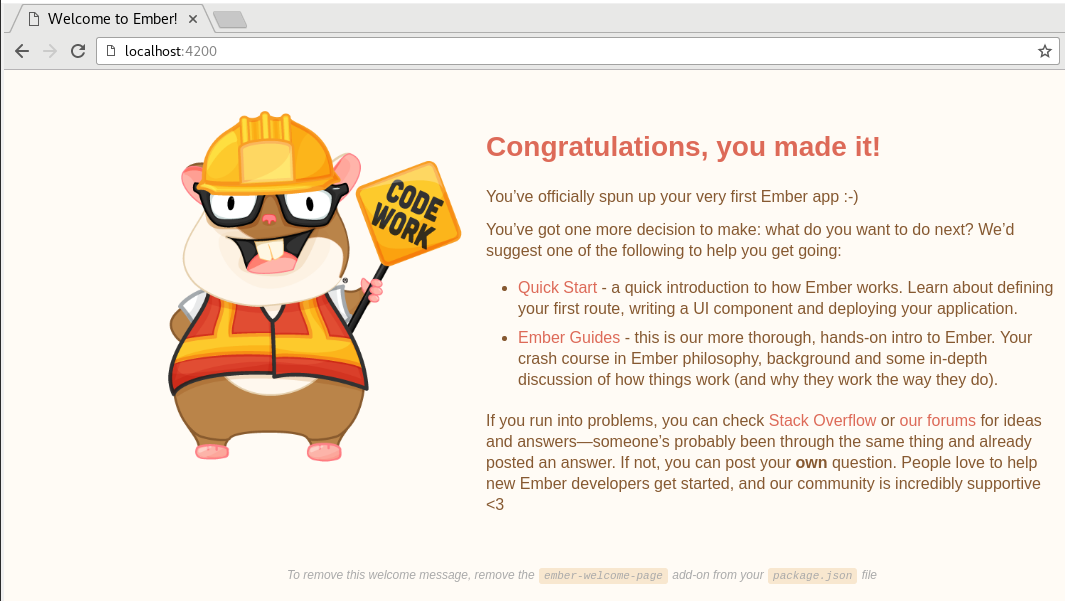 Welcome to Ember!
localhost:4200
CODE
WORK
Congratulations, you made it!
You’ve officially spun up your very first Ember app :-)
You’ve got one more decision to make: what do you want to do next? We’d
suggest one of the following to help you get going:
• Quick Start - a quick introduction to how Ember works. Learn about defining
your first route, writing a UI component and deploying your application.
• Ember Guides - this is our more thorough, hands-on intro to Ember. Your
crash course in Ember philosophy, background and some in-depth
discussion of how things work (and why they work the way they do).
If you run into problems, you can check Stack Overflow or our forums for ideas
and answers—someone’s probably been through the same thing and already
posted an answer. If not, you can post your own question. People love to help
new Ember developers get started, and our community is incredibly supportive
<3
To remove this welcome message, remove the ember-welcome-page add-on from your package.json file